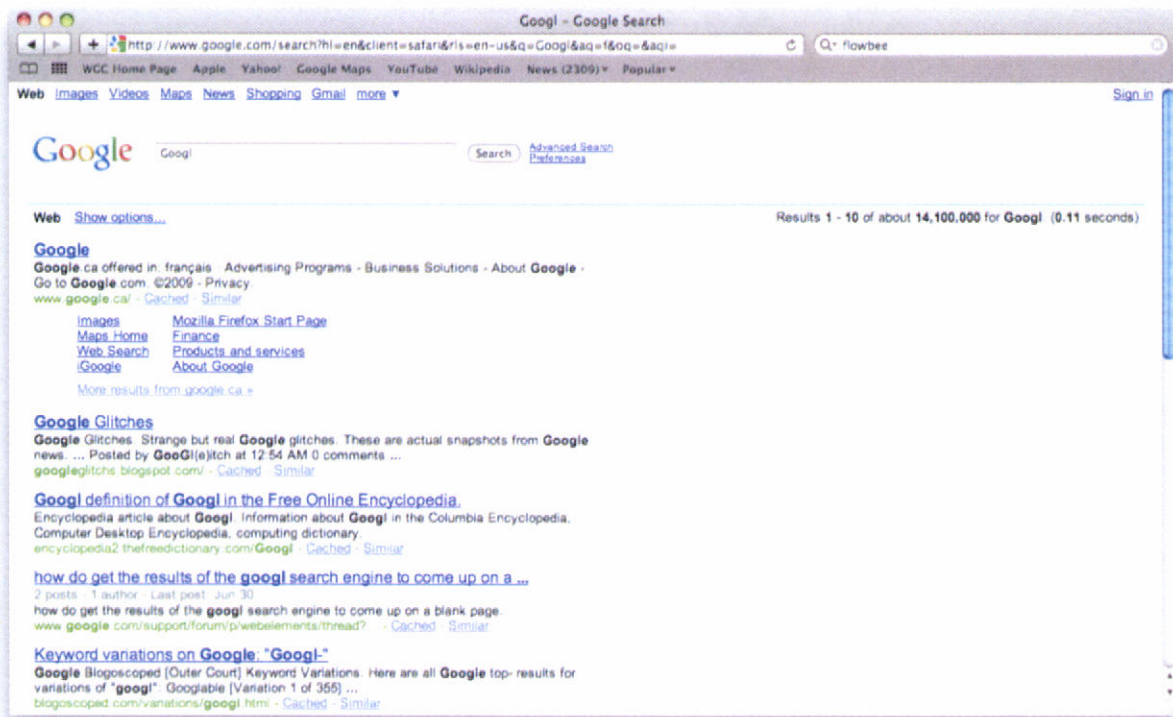 Googl - Google Search
http://www.google.com/search?hl=en&client=safari&rls=en-us&q=Googl&aq=f&oq=&aqi=
flowbee
WCC Home Page Apple Yahoo! Google Maps YouTube Wikipedia News (2309) Popular
Web Images Videos Maps News Shopping Gmail more ▼ Sign in
Google Googl Search Advanced Search
Preferences
Web Show options... Results 1 - 10 of about 14,100,000 for Googl. (0.11 seconds)
Google
Google.ca offered in: français · Advertising Programs - Business Solutions - About Google -
Go to Google.com. ©2009 - Privacy
www.google.ca/ - Cached - Similar
Images Mozilla Firefox Start Page
Maps Home Finance
Web Search Products and services
iGoogle About Google
More results from google.ca »
Google Glitches
Google Glitches. Strange but real Google glitches. These are actual snapshots from Google
news. ... Posted by GooGl(e)itch at 12:54 AM 0 comments ...
googleglitchs.blogspot.com/ - Cached - Similar
Googl definition of Googl in the Free Online Encyclopedia.
Encyclopedia article about Googl. Information about Googl in the Columbia Encyclopedia,
Computer Desktop Encyclopedia, computing dictionary.
encyclopedia2.thefreedictionary.com/Googl - Cached - Similar
how do get the results of the googl search engine to come up on a ...
2 posts - 1 author - Last post: Jun 30
how do get the results of the googl search engine to come up on a blank page.
www.google.com/support/forum/p/webelements/thread?... - Cached - Similar
Keyword variations on Google: "Googl-"
Google Blogoscoped [Outer Court] Keyword Variations. Here are all Google top- results for
variations of "googl": Googlable [Variation 1 of 355] ...
blogoscoped.com/variations/googl.html - Cached - Similar